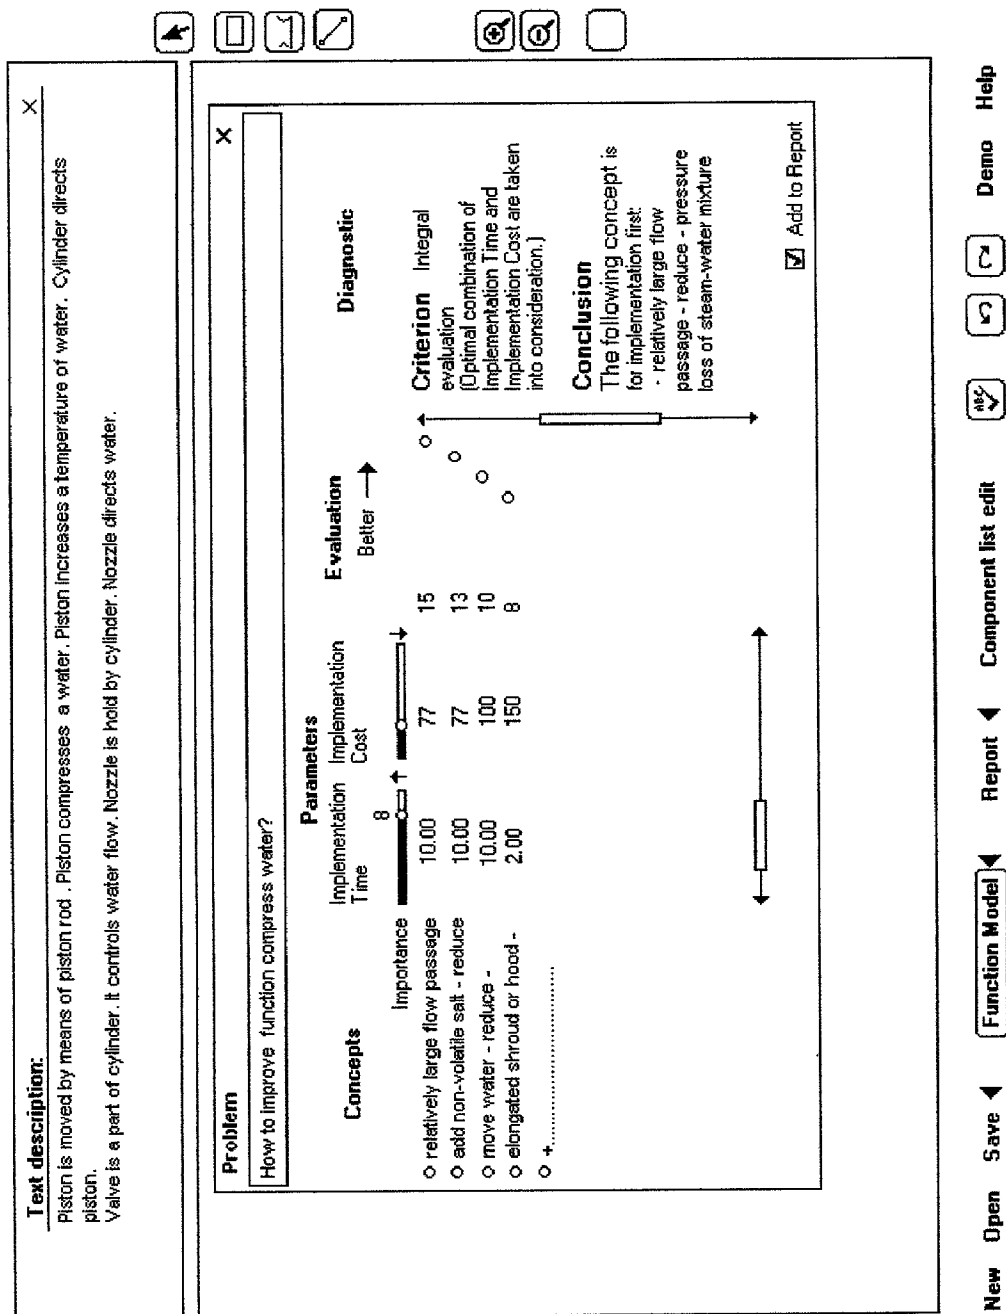 Text description:
Piston is moved by means of piston rod . Piston compresses a water. Piston increases a temperature of water. Cylinder directs
piston.
Valve is a part of cylinder. It controls water flow. Nozzle is hold by cylinder. Nozzle directs water.
Problem
How to improve function compress water?
Concepts
Parameters
Evaluation
Diagnostic
Implementation
Time
Implementation
Cost
Better
8
Importance
relatively large flow passage 10.00 77 15
add non-volatile salt - reduce 10.00 77 13
move water - reduce - 10.00 100 10
elongated shroud or hood - 2.00 150 8
+..............................
Criterion Integral
evaluation
(Optimal combination of
Implementation Time and
Implementation Cost are taken
into consideration.)
Conclusion
The following concept is
for implementation first:
- relatively large flow
passage - reduce - pressure
loss of steam-water mixture
Add to Report
New Open Save Function Model Report Component list edit ABC Demo Help